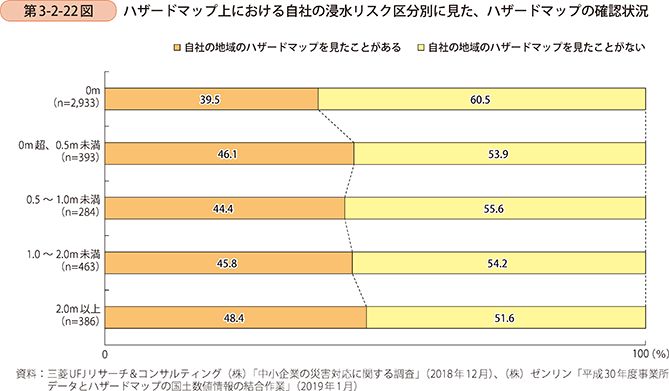 第3-2-22図 ハザードマップ上における自社の浸水リスク区分別に見た、ハザードマップの確認状況
自社の地域のハザードマップを見たことがある 自社の地域のハザードマップを見たことがない
0m
(n=2,933)
39.5 60.5
0m超、0.5m未満
(n=393)
46.1 53.9
0.5～1.0m未満
(n=284)
44.4 55.6
1.0～2.0m未満
(n=463)
45.8 54.2
2.0m以上
(n=386)
48.4 51.6
0 100 (%)
資料：三菱UFJリサーチ＆コンサルティング（株）「中小企業の災害対応に関する調査」（2018年12月）、（株）ゼンリン「平成30年度事業所
データとハザードマップの国土数値情報の結合作業」（2019年1月）